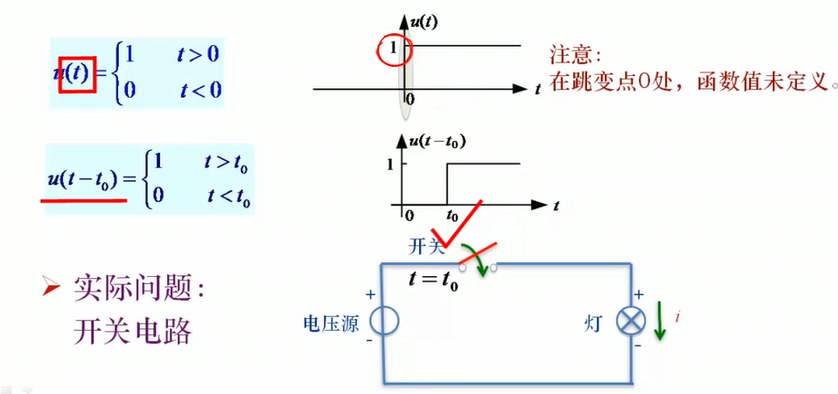 u(t)= { 1 t>0
0 t<0
u(t)
1
0
t
注意:
在跳变点0处，函数值未定义。
u(t-t₀)= { 1 t>t₀
0 t<t₀
u(t-t₀)
1
0 t₀ t
实际问题:
开关电路
开关
t=t₀
+
电压源
-
+
灯
-
i